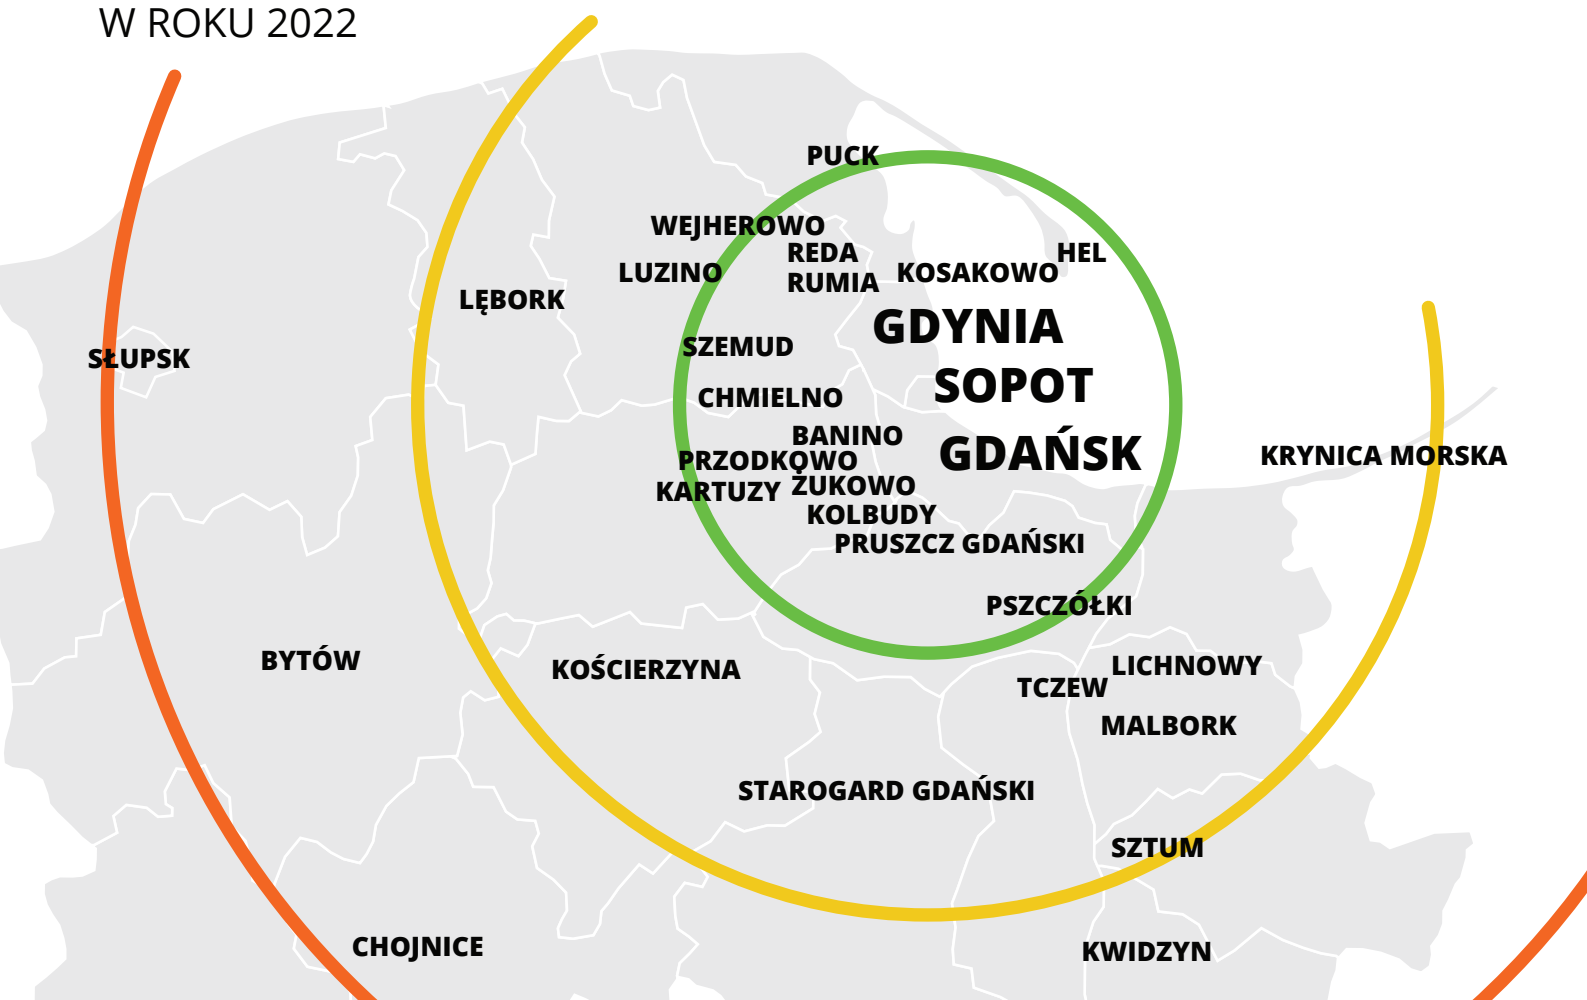 W ROKU 2022
PUCK
WEJHEROWO
REDA
HEL
LUZINO
KOSAKOWO
RUMIA
LĘBORK
GDYNIA
SZEMUD
SŁUPSK
SOPOT
CHMIELNO
BANINO
GDAŃSK
KRYNICA MORSKA
PRZODKOWO
KARTUZY
ŻUKOWO
KOLBUDY
PRUSZCZ GDAŃSKI
PSZCZÓŁKI
BYTÓW
KOŚCIERZYNA
LICHNOWY
TCZEW
MALBORK
STAROGARD GDAŃSKI
SZTUM
CHOJNICE
KWIDZYN